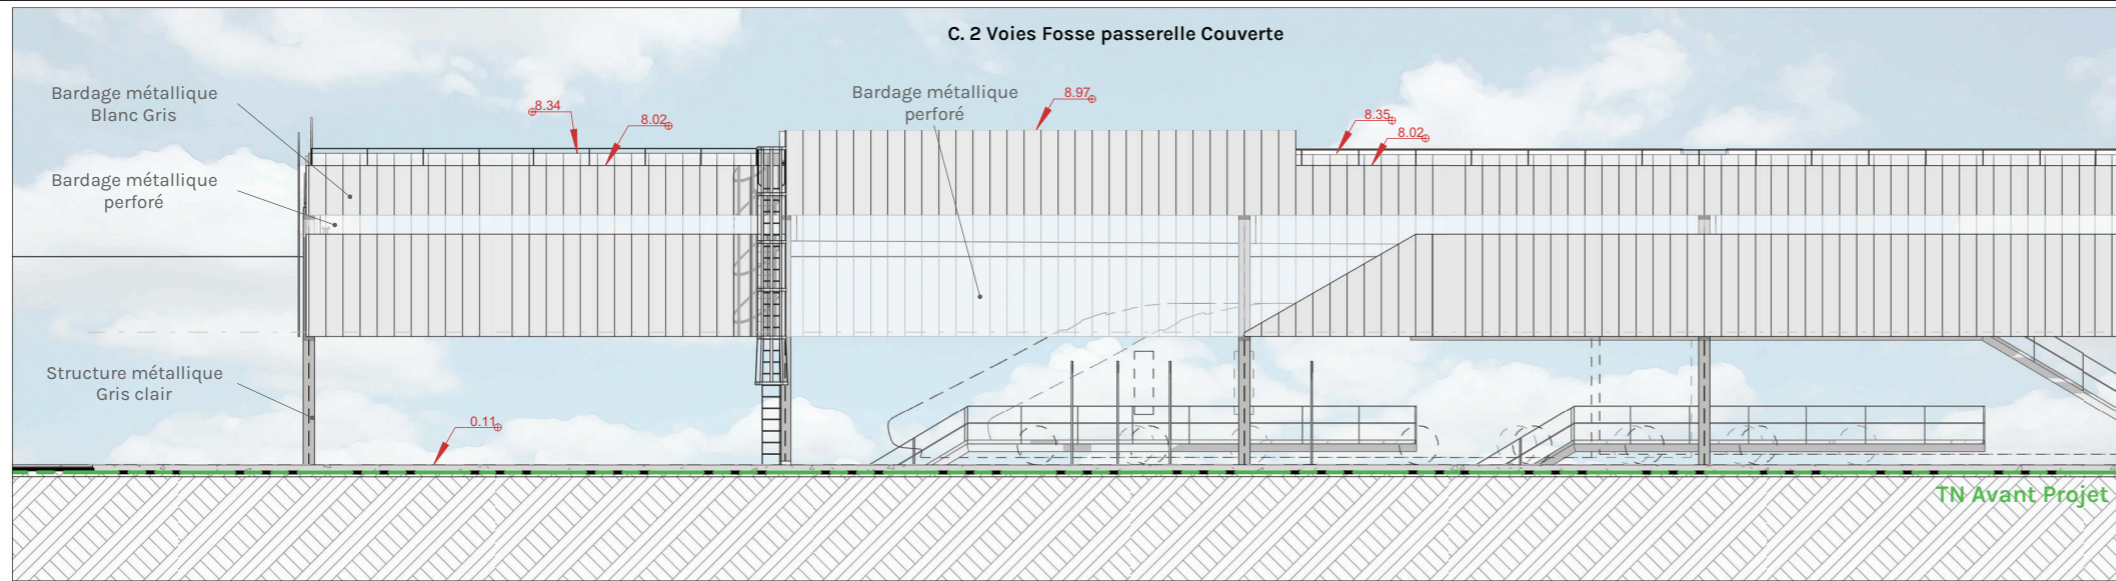 C. 2 Voies Fosse passerelle Couverte
Bardage métallique
Blanc Gris
8.34
8.02
Bardage métallique
perforé
8.97
8.35
8.02
Bardage métallique
perforé
Structure métallique
Gris clair
0.11
TN Avant Projet